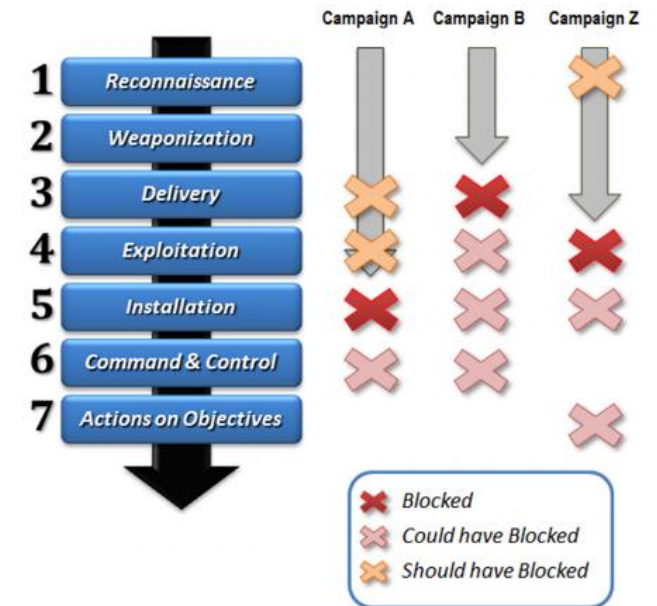 Campaign A Campaign B Campaign Z
1 Reconnaissance
2 Weaponization
3 Delivery
4 Exploitation
5 Installation
6 Command & Control
7 Actions on Objectives
Blocked
Could have Blocked
Should have Blocked